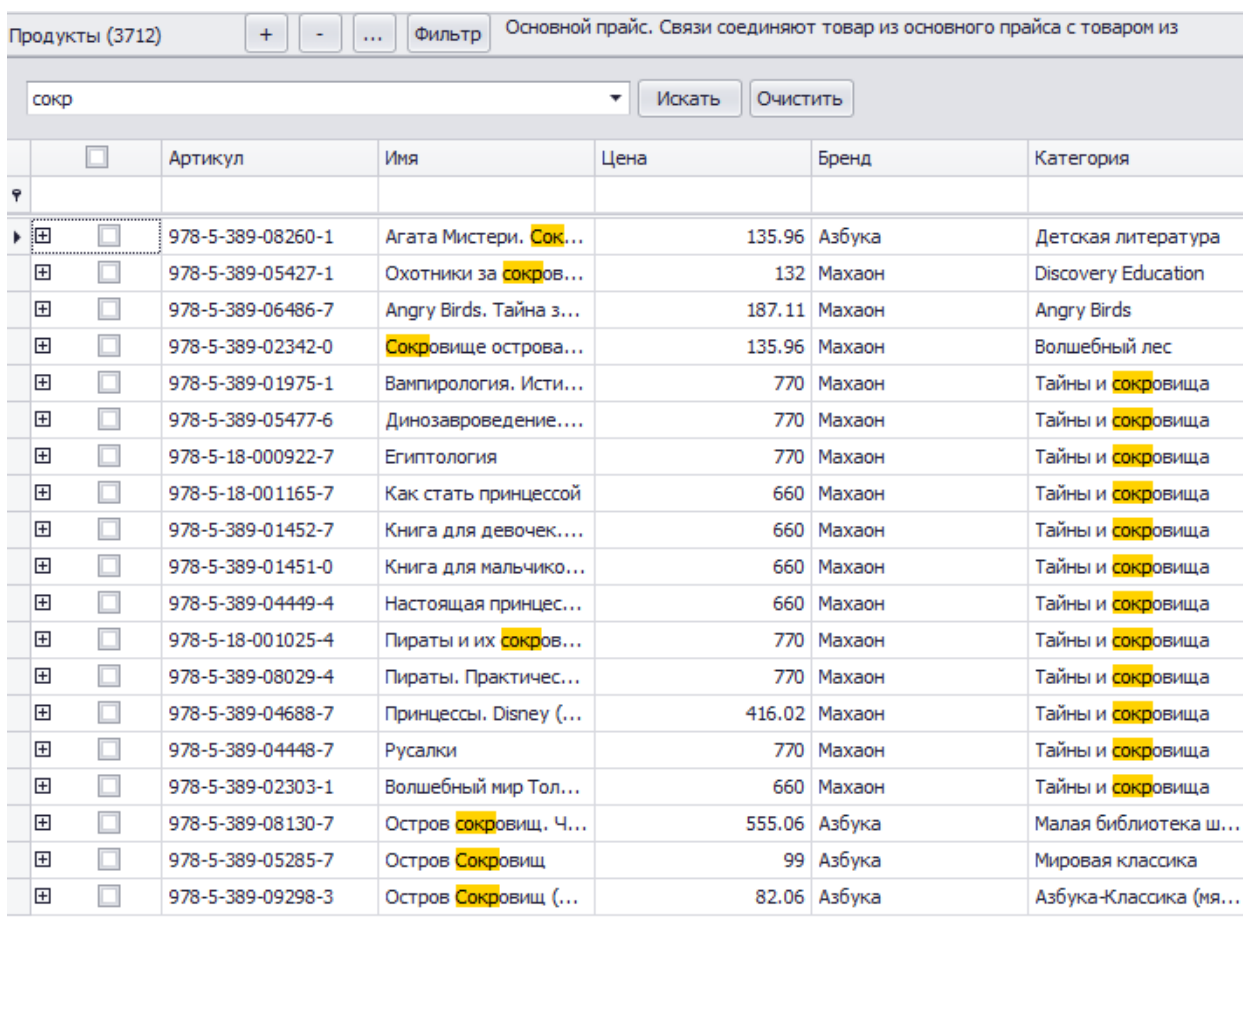 Продукты (3712) + - ... Фильтр Основной прайс. Связи соединяют товар из основного прайса с товаром из
сокр Искать Очистить
Артикул Имя Цена Бренд Категория
978-5-389-08260-1 Агата Мистери. Сок... 135.96 Азбука Детская литература
978-5-389-05427-1 Охотники за сокров... 132 Махаон Discovery Education
978-5-389-06486-7 Angry Birds. Тайна з... 187.11 Махаон Angry Birds
978-5-389-02342-0 Сокровище острова... 135.96 Махаон Волшебный лес
978-5-389-01975-1 Вампирология. Исти... 770 Махаон Тайны и сокровища
978-5-389-05477-6 Динозавроведение.... 770 Махаон Тайны и сокровища
978-5-18-000922-7 Египтология 770 Махаон Тайны и сокровища
978-5-18-001165-7 Как стать принцессой 660 Махаон Тайны и сокровища
978-5-389-01452-7 Книга для девочек.... 660 Махаон Тайны и сокровища
978-5-389-01451-0 Книга для мальчико... 660 Махаон Тайны и сокровища
978-5-389-04449-4 Настоящая принцес... 660 Махаон Тайны и сокровища
978-5-18-001025-4 Пираты и их сокров... 770 Махаон Тайны и сокровища
978-5-389-08029-4 Пираты. Практичес... 770 Махаон Тайны и сокровища
978-5-389-04688-7 Принцессы. Disney (... 416.02 Махаон Тайны и сокровища
978-5-389-04448-7 Русалки 770 Махаон Тайны и сокровища
978-5-389-02303-1 Волшебный мир Тол... 660 Махаон Тайны и сокровища
978-5-389-08130-7 Остров сокровищ. Ч... 555.06 Азбука Малая библиотека ш...
978-5-389-05285-7 Остров Сокровищ 99 Азбука Мировая классика
978-5-389-09298-3 Остров Сокровищ (... 82.06 Азбука Азбука-Классика (мя...